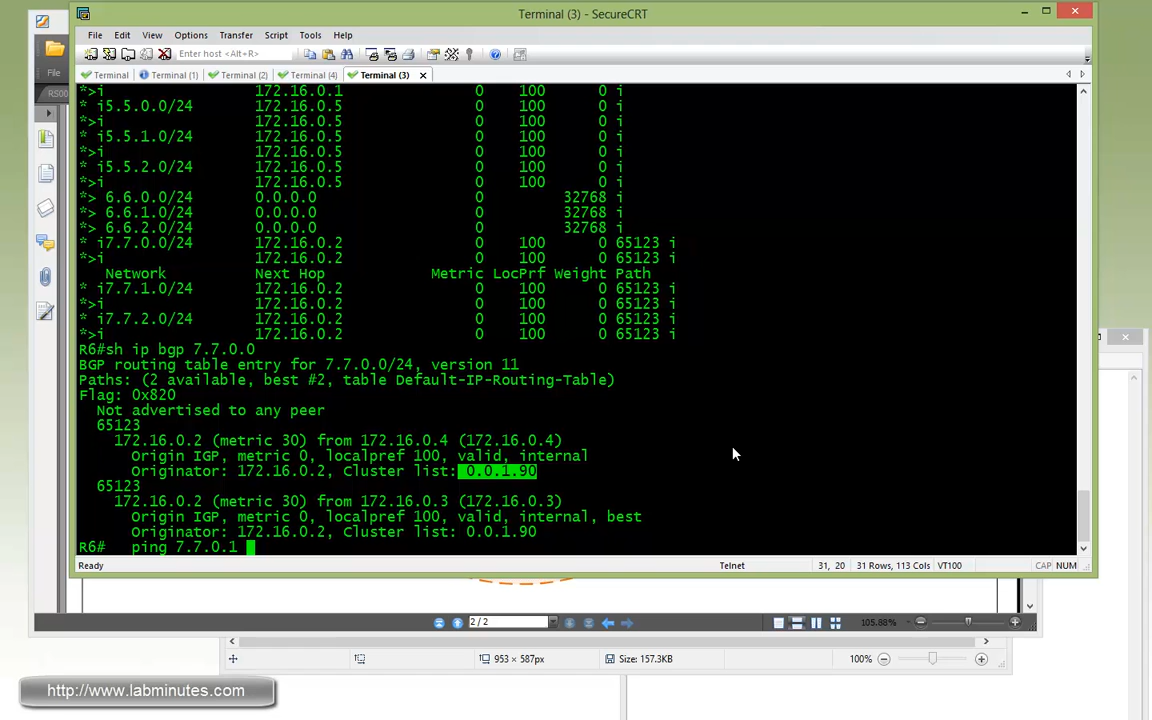 Terminal (3) - SecureCRT
File Edit View Options Transfer Script Tools Help
Enter host <Alt+R>
Terminal Terminal (1) Terminal (2) Terminal (4) Terminal (3)
File
RS00
*>i 172.16.0.1 0 100 0 i
* i5.5.0.0/24 172.16.0.5 0 100 0 i
*>i 172.16.0.5 0 100 0 i
* i5.5.1.0/24 172.16.0.5 0 100 0 i
*>i 172.16.0.5 0 100 0 i
* i5.5.2.0/24 172.16.0.5 0 100 0 i
*>i 172.16.0.5 0 100 0 i
*> 6.6.0.0/24 0.0.0.0 0 32768 i
*> 6.6.1.0/24 0.0.0.0 0 32768 i
*> 6.6.2.0/24 0.0.0.0 0 32768 i
* i7.7.0.0/24 172.16.0.2 0 100 0 65123 i
*>i 172.16.0.2 0 100 0 65123 i
Network Next Hop Metric LocPrf Weight Path
* i7.7.1.0/24 172.16.0.2 0 100 0 65123 i
*>i 172.16.0.2 0 100 0 65123 i
* i7.7.2.0/24 172.16.0.2 0 100 0 65123 i
*>i 172.16.0.2 0 100 0 65123 i
R6#sh ip bgp 7.7.0.0
BGP routing table entry for 7.7.0.0/24, version 11
Paths: (2 available, best #2, table Default-IP-Routing-Table)
Flag: 0x820
Not advertised to any peer
65123
172.16.0.2 (metric 30) from 172.16.0.4 (172.16.0.4)
Origin IGP, metric 0, localpref 100, valid, internal
Originator: 172.16.0.2, Cluster list: 0.0.1.90
65123
172.16.0.2 (metric 30) from 172.16.0.3 (172.16.0.3)
Origin IGP, metric 0, localpref 100, valid, internal, best
Originator: 172.16.0.2, Cluster list: 0.0.1.90
R6# ping 7.7.0.1
Ready Telnet 31, 20 31 Rows, 113 Cols VT100 CAP NUM
2 / 2 105.88%
953 × 587px Size: 157.3KB 100%
http://www.labminutes.com